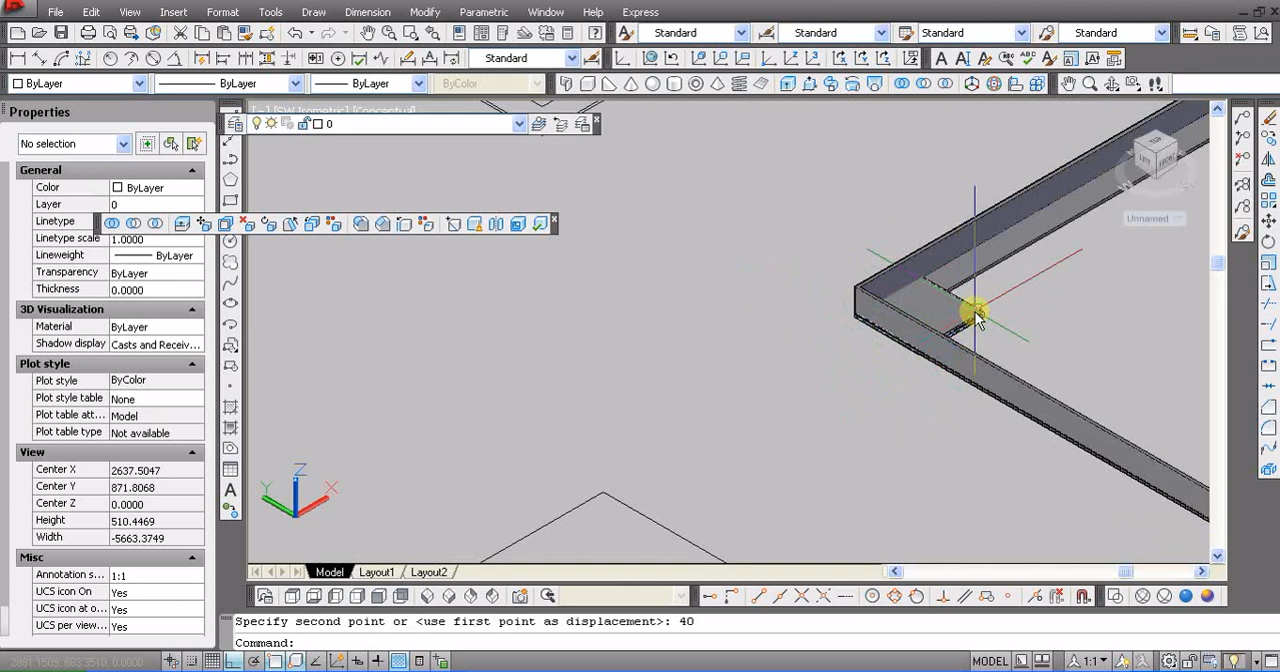 File Edit View Insert Format Tools Draw Dimension Modify Parametric Window Help Express
Standard Standard Standard Standard
Standard
ByLayer ByLayer ByLayer ByColor
Properties
No selection
0
General
Color ByLayer
Layer 0
Linetype
Linetype scale 1.0000
Lineweight ByLayer
Transparency ByLayer
Thickness 0.0000
3D Visualization
Material ByLayer
Shadow display Casts and Receiv...
Plot style
Plot style ByColor
Plot style table None
Plot table att... Model
Plot table type Not available
View
Center X 2637.5047
Center Y 871.8068
Center Z 0.0000
Height 510.4469
Width -5663.3749
Misc
Annotation s... 1:1
UCS icon On Yes
UCS icon at o... Yes
UCS per view... Yes
TOP
LEFT FRONT
Unnamed
Z
Y X
Model Layout1 Layout2
Specify second point or <use first point as displacement>: 40
Command:
MODEL 1:1